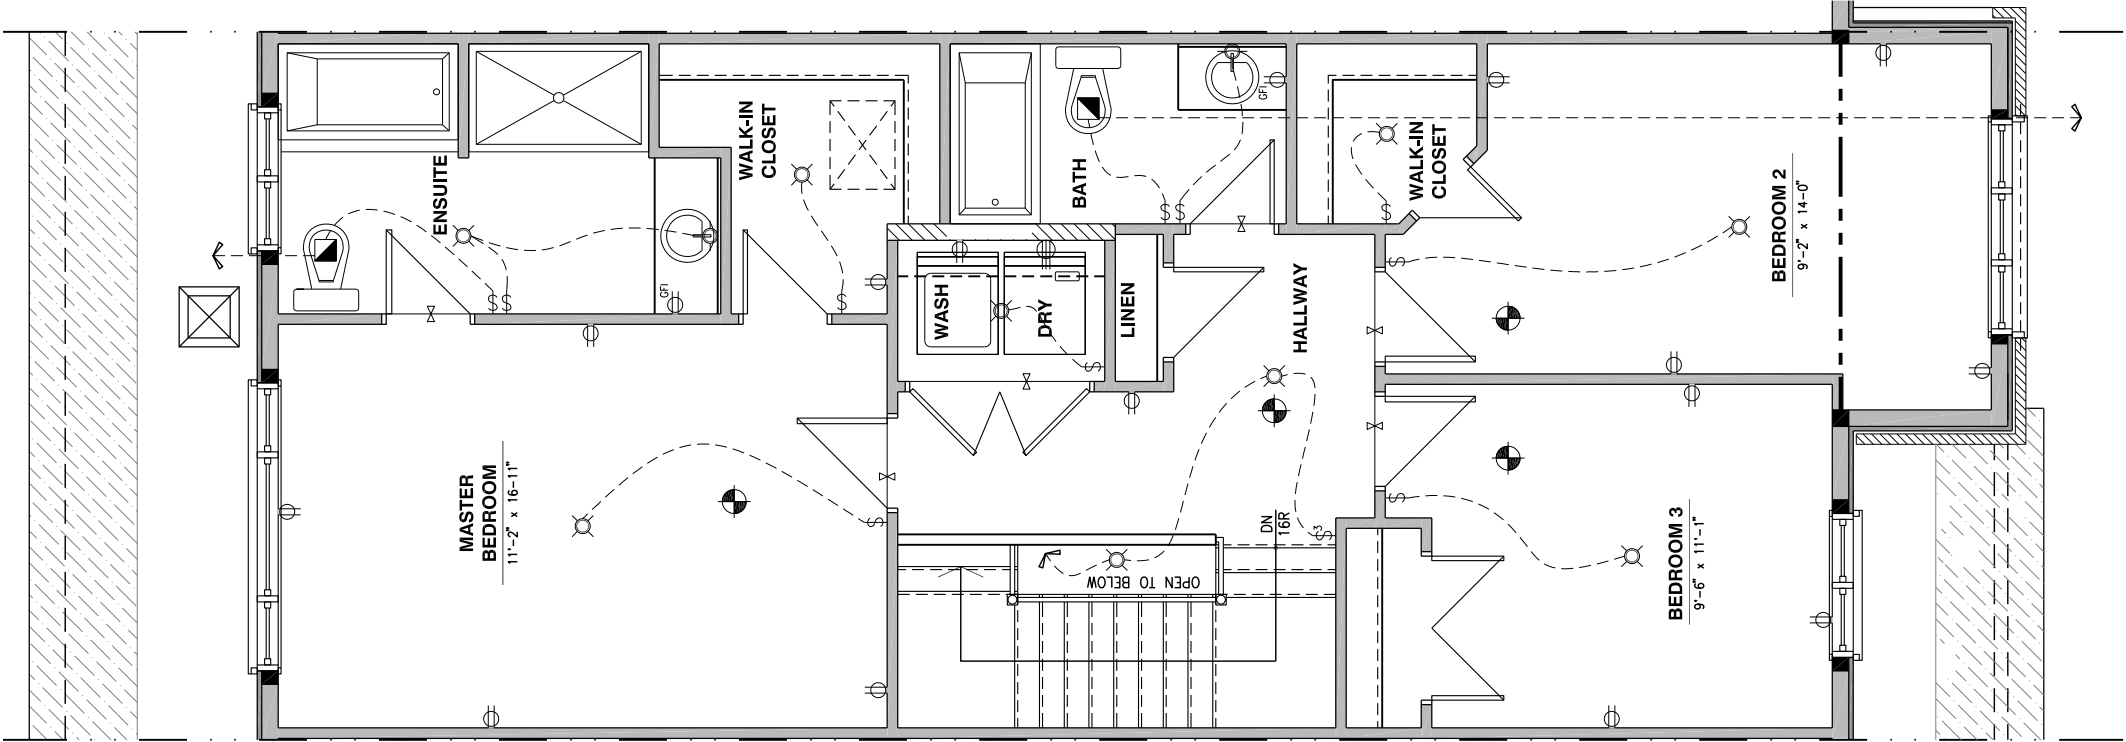 ENSUITE
GFI
WALK-IN
CLOSET
BATH
GFI
WALK-IN
CLOSET
BEDROOM 2
9'-2" x 14'-0"
WASH
DRY
LINEN
HALLWAY
MASTER
BEDROOM
11'-2" x 16'-11"
DN
16R
OPEN TO BELOW
BEDROOM 3
9'-6" x 11'-1"
S
S
S
S
S
S
S
S
S
S
S3